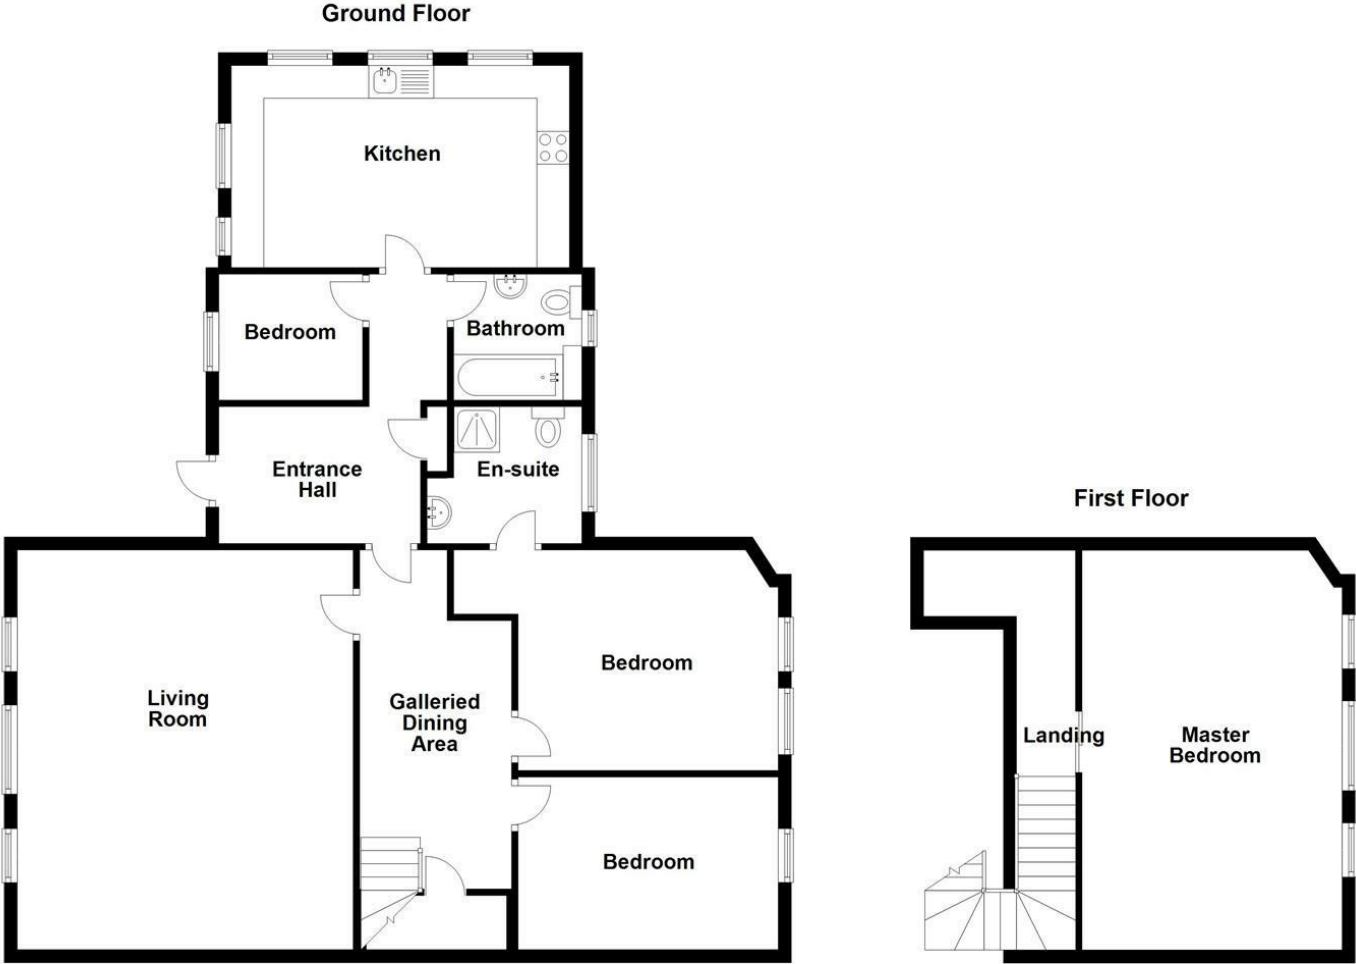 Ground Floor
Kitchen
Bedroom
Bathroom
Entrance
Hall
En-suite
Living
Room
Galleried
Dining
Area
Bedroom
Bedroom
First Floor
Landing
Master
Bedroom